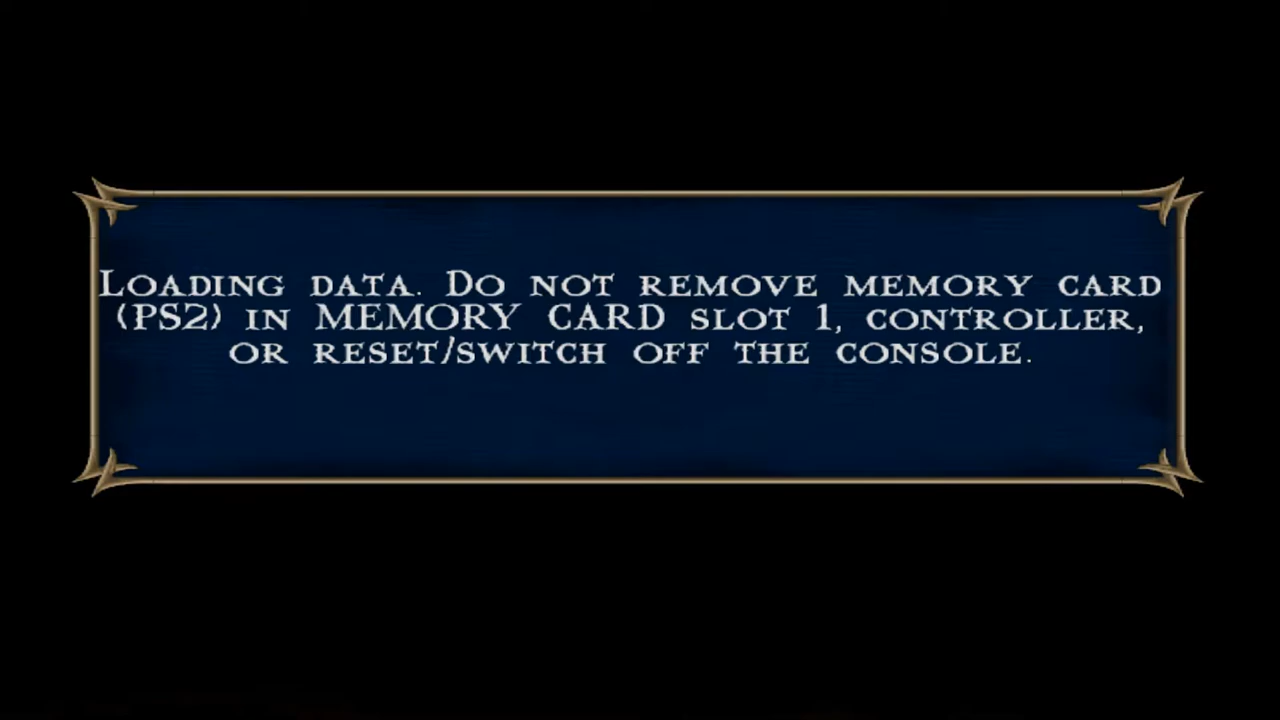 Loading data. Do not remove memory card
(PS2) in MEMORY CARD slot 1, controller,
or reset/switch off the console.